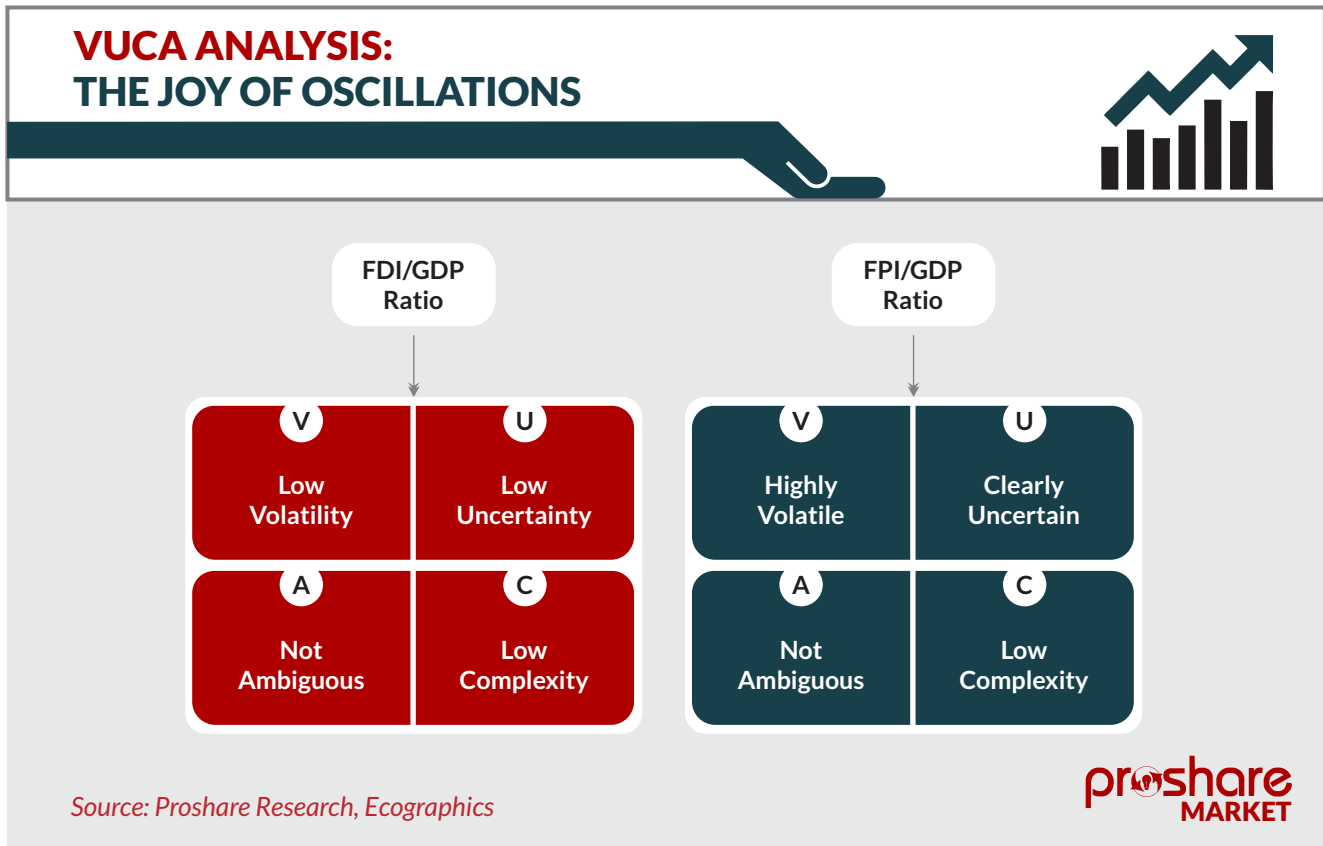 VUCA ANALYSIS:
THE JOY OF OSCILLATIONS
FDI/GDP
Ratio
V
Low
Volatility
U
Low
Uncertainty
A
Not
Ambiguous
C
Low
Complexity
FPI/GDP
Ratio
V
Highly
Volatile
U
Clearly
Uncertain
A
Not
Ambiguous
C
Low
Complexity
Source: Proshare Research, Ecographics
proshare
MARKET